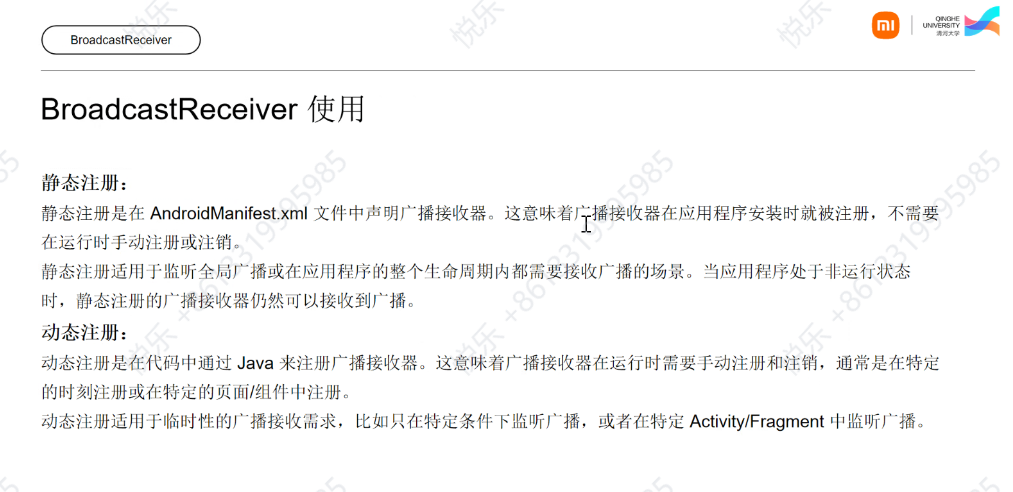 BroadcastReceiver
QINGHE
UNIVERSITY
清河大学
BroadcastReceiver 使用
静态注册：
静态注册是在 AndroidManifest.xml 文件中声明广播接收器。这意味着广播接收器在应用程序安装时就被注册，不需要
在运行时手动注册或注销。
静态注册适用于监听全局广播或在应用程序的整个生命周期内都需要接收广播的场景。当应用程序处于非运行状态
时，静态注册的广播接收器仍然可以接收到广播。
动态注册：
动态注册是在代码中通过 Java 来注册广播接收器。这意味着广播接收器在运行时需要手动注册和注销，通常是在特定
的时刻注册或在特定的页面/组件中注册。
动态注册适用于临时性的广播接收需求，比如只在特定条件下监听广播，或者在特定 Activity/Fragment 中监听广播。